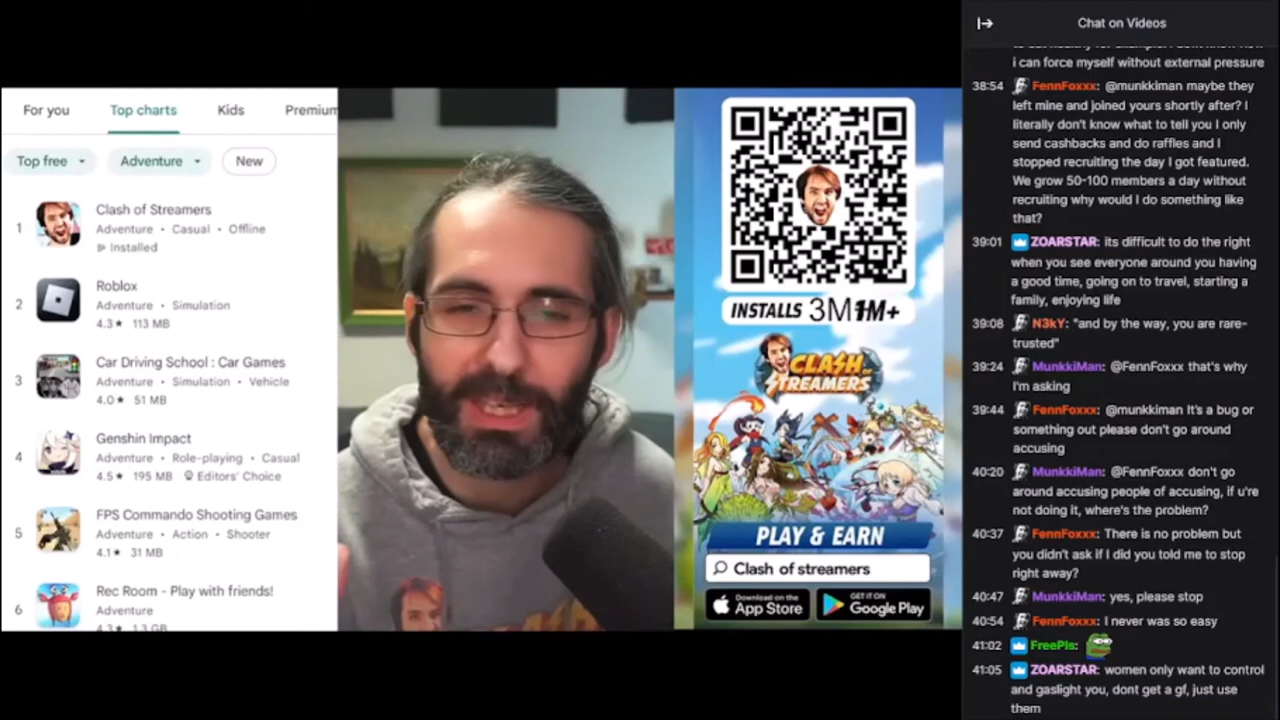 For you
Top charts
Kids
Premium
Top free
Adventure
New
1
Clash of Streamers
Adventure • Casual • Offline
Installed
2
Roblox
Adventure • Simulation
4.3★ 113 MB
3
Car Driving School : Car Games
Adventure • Simulation • Vehicle
4.0★ 51 MB
4
Genshin Impact
Adventure • Role-playing • Casual
4.5★ 195 MB Editors' Choice
5
FPS Commando Shooting Games
Adventure • Action • Shooter
4.1★ 31 MB
6
Rec Room - Play with friends!
Adventure
4.3★ 1.3 GB
INSTALLS 3M 1M+
CLASH OF
STREAMERS
PLAY & EARN
Clash of streamers
Download on the
App Store
GET IT ON
Google Play
Chat on Videos
i can force myself without external pressure
38:54 FennFoxxx: @munkkiman maybe they
left mine and joined yours shortly after? I
literally don't know what to tell you I only
send cashbacks and do raffles and I
stopped recruiting the day I got featured.
We grow 50-100 members a day without
recruiting why would I do something like
that?
39:01 ZOARSTAR: its difficult to do the right
when you see everyone around you having
a good time, going on to travel, starting a
family, enjoying life
39:08 N3kY: "and by the way, you are rare-
trusted"
39:24 MunkkiMan: @FennFoxxx that's why
I'm asking
39:44 FennFoxxx: @munkkiman It's a bug or
something out please don't go around
accusing
40:20 MunkkiMan: @FennFoxxx don't go
around accusing people of accusing, if u're
not doing it, where's the problem?
40:37 FennFoxxx: There is no problem but
you didn't ask if I did you told me to stop
right away?
40:47 MunkkiMan: yes, please stop
40:54 FennFoxxx: I never was so easy
41:02 FreePls:
41:05 ZOARSTAR: women only want to control
and gaslight you, dont get a gf, just use
them